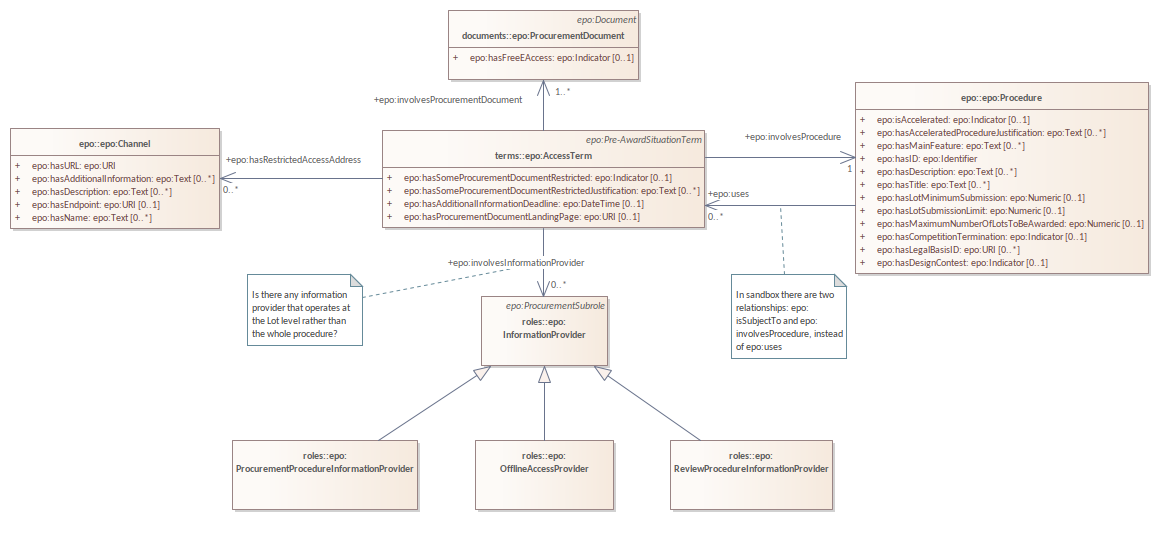 epo:Document
documents::epo:ProcurementDocument
+ epo:hasFreeEAccess: epo:Indicator [0..1]
+epo:involvesProcurementDocument
1..*
epo::epo:Channel
+ epo:hasURL: epo:URI
+ epo:hasAdditionalInformation: epo:Text [0..*]
+ epo:hasDescription: epo:Text [0..*]
+ epo:hasEndpoint: epo:URI [0..1]
+ epo:hasName: epo:Text [0..*]
+epo:hasRestrictedAccessAddress
0..*
epo:Pre-AwardSituationTerm
terms::epo:AccessTerm
+ epo:hasSomeProcurementDocumentRestricted: epo:Indicator [0..1]
+ epo:hasSomeProcurementDocumentRestrictedJustification: epo:Text [0..*]
+ epo:hasAdditionalInformationDeadline: epo:DateTime [0..1]
+ epo:hasProcurementDocumentLandingPage: epo:URI [0..1]
+epo:involvesProcedure
1
+epo:uses
0..*
epo::epo:Procedure
+ epo:isAccelerated: epo:Indicator [0..1]
+ epo:hasAcceleratedProcedureJustification: epo:Text [0..*]
+ epo:hasMainFeature: epo:Text [0..*]
+ epo:hasID: epo:Identifier
+ epo:hasDescription: epo:Text [0..*]
+ epo:hasTitle: epo:Text [0..*]
+ epo:hasLotMinimumSubmission: epo:Numeric [0..1]
+ epo:hasLotSubmissionLimit: epo:Numeric [0..1]
+ epo:hasMaximumNumberOfLotsToBeAwarded: epo:Numeric [0..1]
+ epo:hasCompetitionTermination: epo:Indicator [0..1]
+ epo:hasLegalBasisID: epo:URI [0..*]
+ epo:hasDesignContest: epo:Indicator [0..1]
+epo:involvesInformationProvider
0..*
Is there any information
provider that operates at
the Lot level rather than
the whole procedure?
In sandbox there are two
relationships: epo:
isSubjectTo and epo:
involvesProcedure, instead
of epo:uses
epo:ProcurementSubrole
roles::epo:
InformationProvider
roles::epo:
ProcurementProcedureInformationProvider
roles::epo:
OfflineAccessProvider
roles::epo:
ReviewProcedureInformationProvider